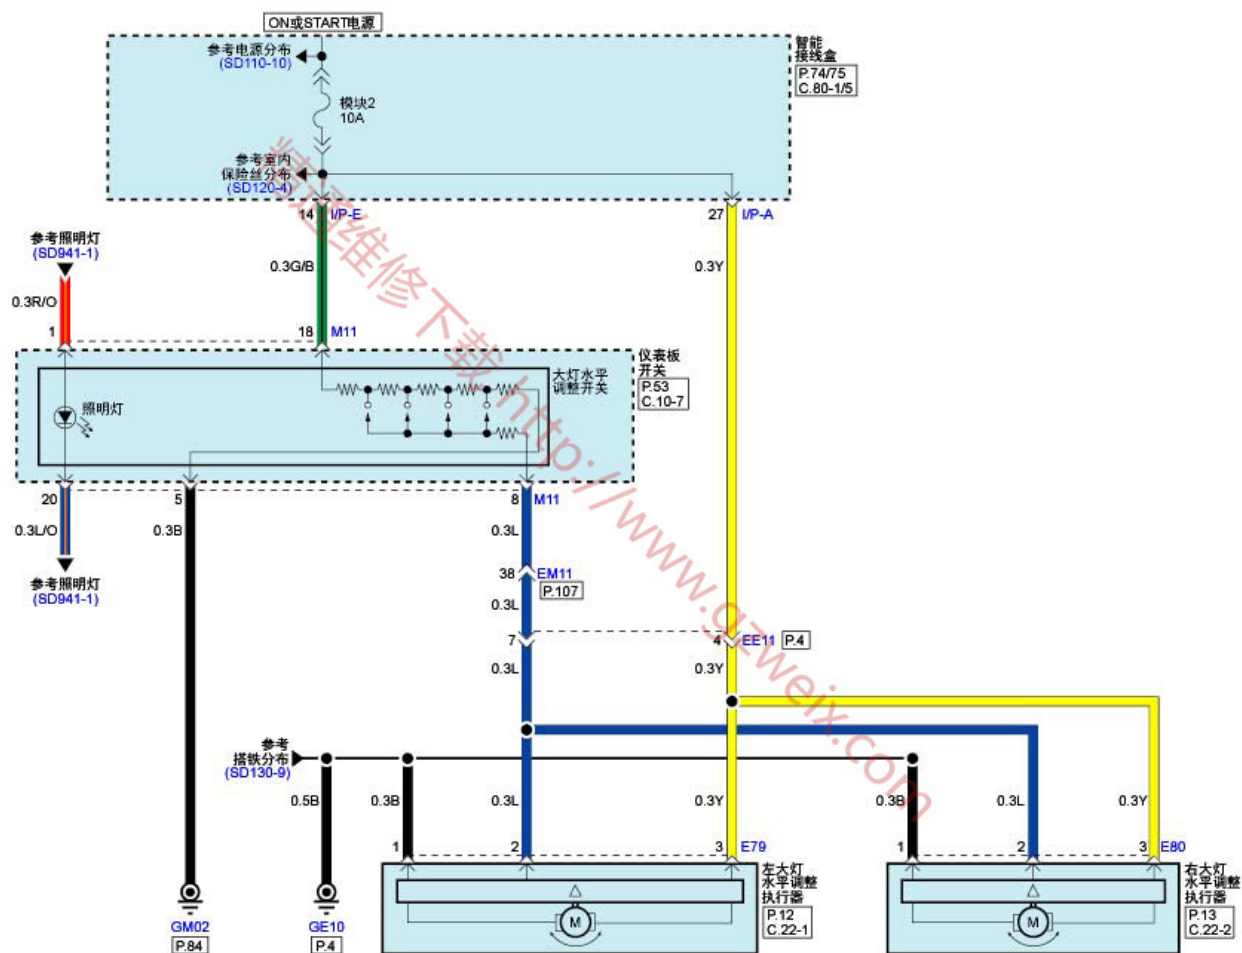 ON或START电源
参考电源分布
(SD110-10)
智能
接线盒
P.74/75
C.80-1/5
模块2
10A
参考室内
保险丝分布
(SD120-4)
14 I/P-E
27 I/P-A
参考照明灯
(SD941-1)
0.3G/B
0.3Y
0.3R/O
1
18 M11
仪表板
开关
P.53
C.10-7
大灯水平
调整开关
照明灯
20
5
8 M11
0.3L/O
0.3B
0.3L
38 EM11
P.107
参考照明灯
(SD941-1)
0.3L
7
4 EE11 P.4
0.3L
0.3Y
参考
搭铁分布
(SD130-9)
0.5B
0.3B
0.3L
0.3Y
0.3B
0.3L
0.3Y
1
2
3 E79
1
2
3 E80
左大灯
水平调整
执行器
P.12
C.22-1
右大灯
水平调整
执行器
P.13
C.22-2
M
M
GM02
P.84
GE10
P.4
精通维修下载 http://www.gzweix.com